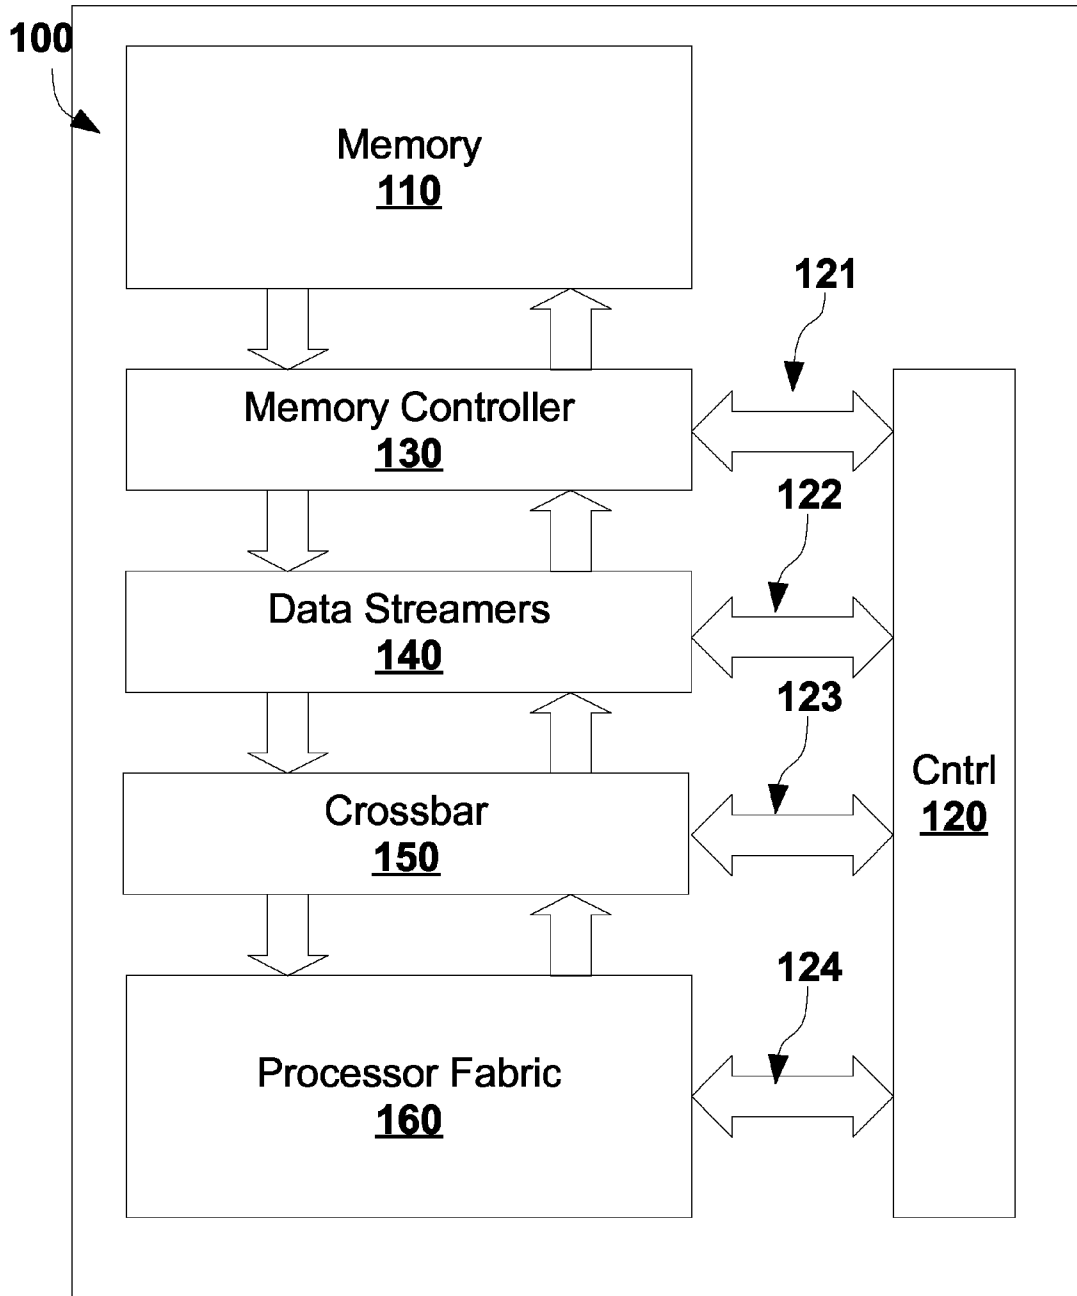 100
Memory
110
121
Memory Controller
130
122
Data Streamers
140
123
Cntrl
120
Crossbar
150
124
Processor Fabric
160